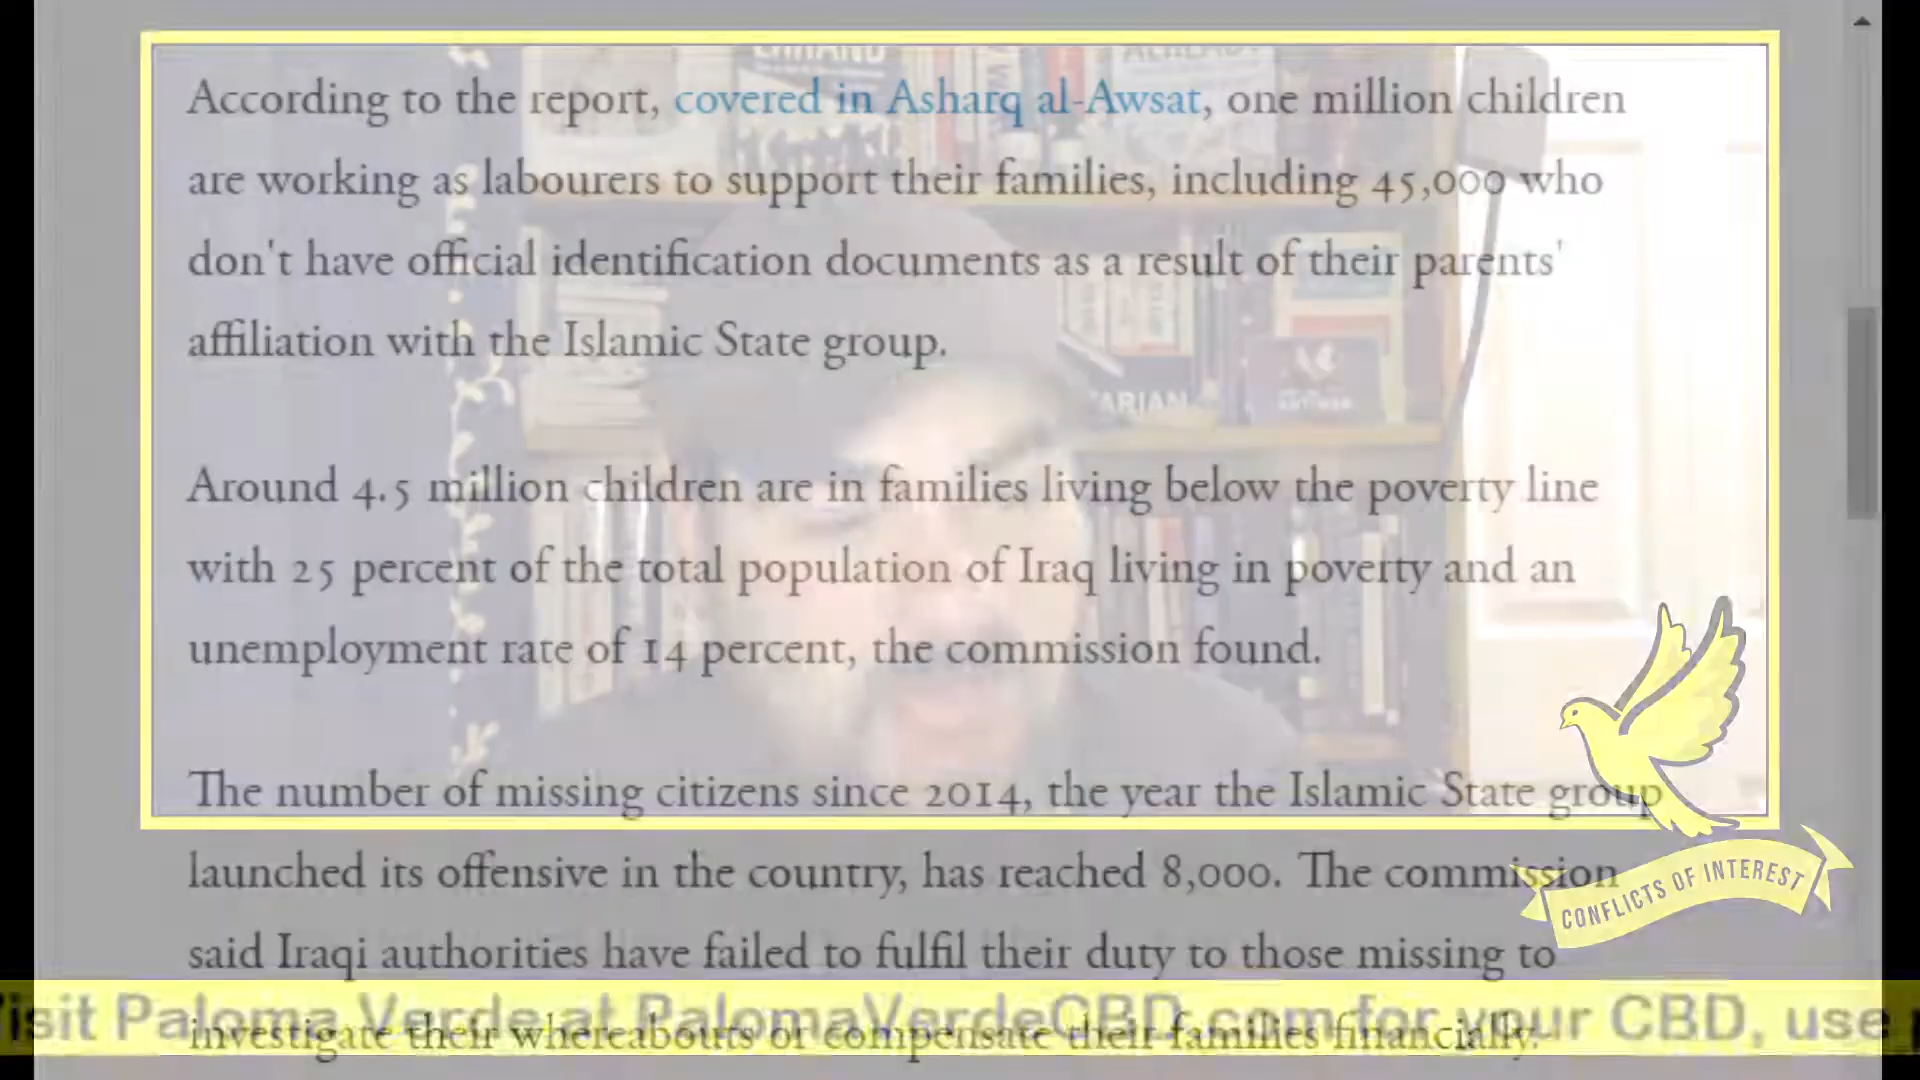 According to the report, covered in Asharq al-Awsat, one million children
are working as labourers to support their families, including 45,000 who
don't have official identification documents as a result of their parents'
affiliation with the Islamic State group.
Around 4.5 million children are in families living below the poverty line
with 25 percent of the total population of Iraq living in poverty and an
unemployment rate of 14 percent, the commission found.
The number of missing citizens since 2014, the year the Islamic State group
launched its offensive in the country, has reached 8,000. The commission
said Iraqi authorities have failed to fulfil their duty to those missing to
investigate their whereabouts or compensate their families financially.
CONFLICTS OF INTEREST
isit Paloma Verde at PalomaVerdeCBD.com for your CBD, use
ARIAN